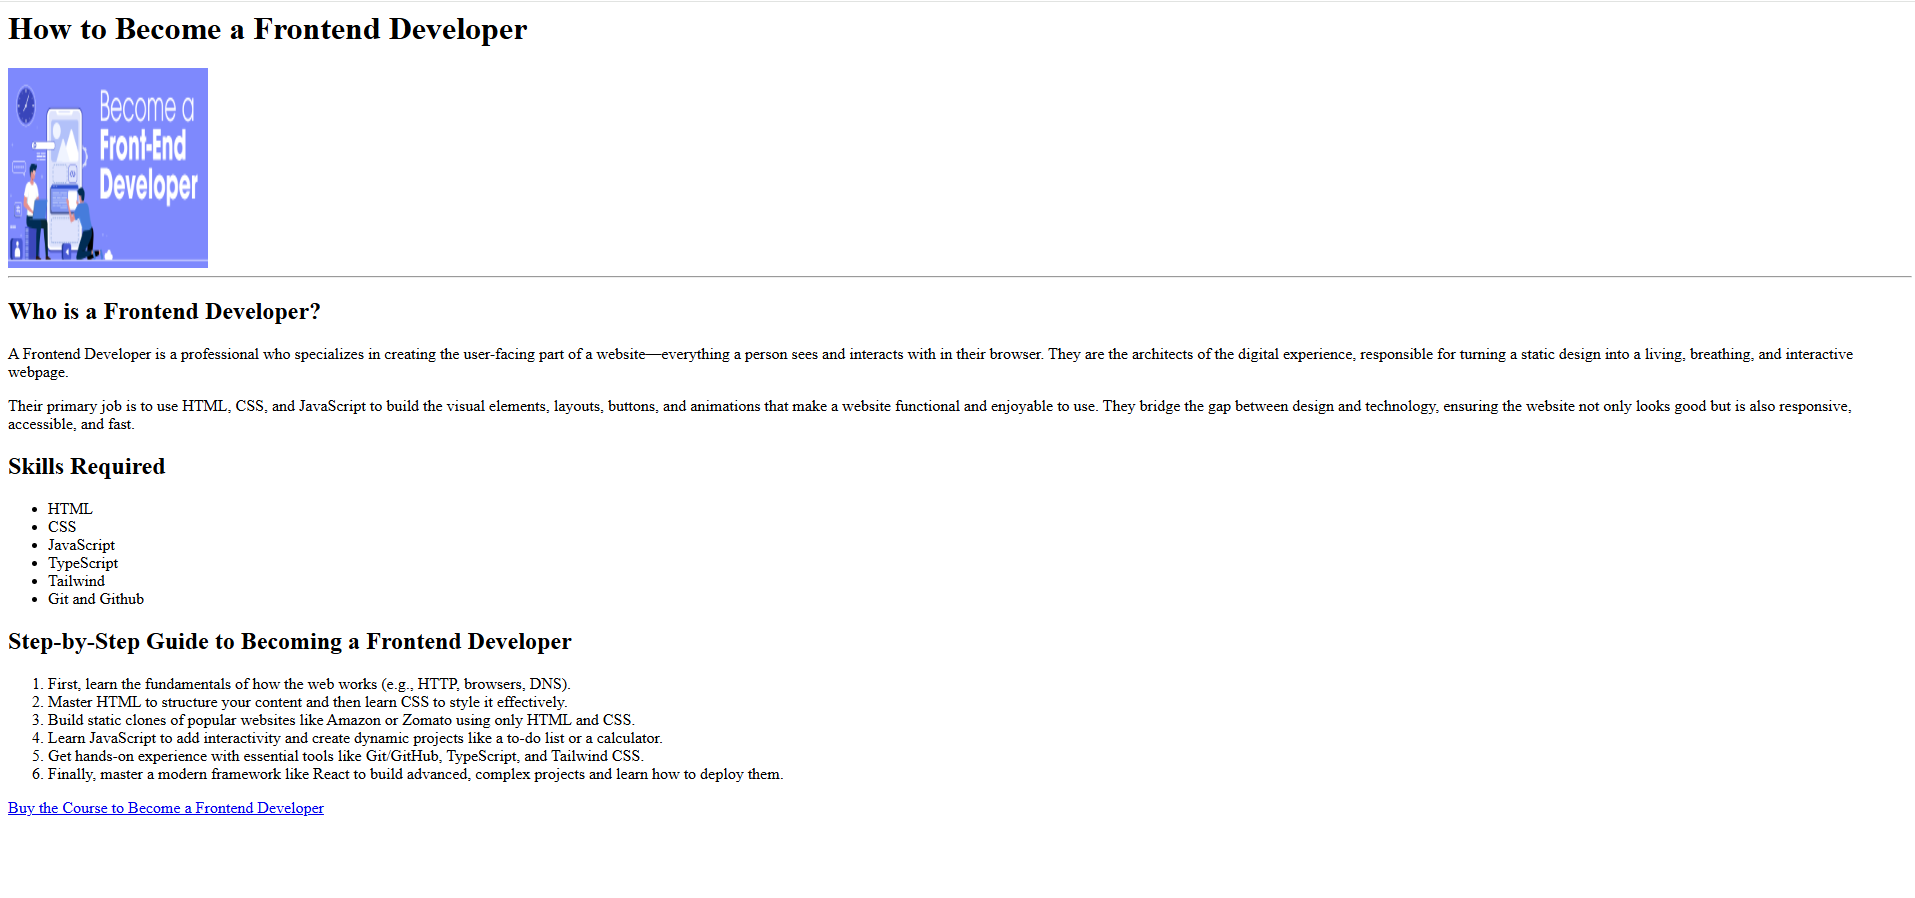 How to Become a Frontend Developer
Become a
Front-End
Developer
Who is a Frontend Developer?
A Frontend Developer is a professional who specializes in creating the user-facing part of a website—everything a person sees and interacts with in their browser. They are the architects of the digital experience, responsible for turning a static design into a living, breathing, and interactive
webpage.
Their primary job is to use HTML, CSS, and JavaScript to build the visual elements, layouts, buttons, and animations that make a website functional and enjoyable to use. They bridge the gap between design and technology, ensuring the website not only looks good but is also responsive,
accessible, and fast.
Skills Required
• HTML
• CSS
• JavaScript
• TypeScript
• Tailwind
• Git and Github
Step-by-Step Guide to Becoming a Frontend Developer
1. First, learn the fundamentals of how the web works (e.g., HTTP, browsers, DNS).
2. Master HTML to structure your content and then learn CSS to style it effectively.
3. Build static clones of popular websites like Amazon or Zomato using only HTML and CSS.
4. Learn JavaScript to add interactivity and create dynamic projects like a to-do list or a calculator.
5. Get hands-on experience with essential tools like Git/GitHub, TypeScript, and Tailwind CSS.
6. Finally, master a modern framework like React to build advanced, complex projects and learn how to deploy them.
Buy the Course to Become a Frontend Developer